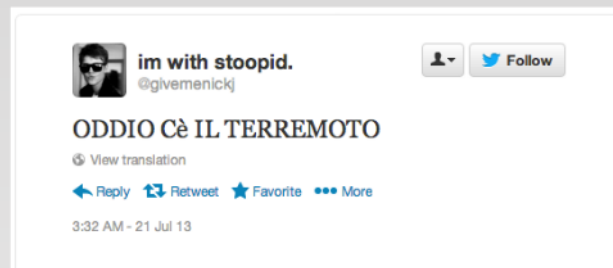 im with stoopid.
@givemenickj
Follow
ODDIO Cè IL TERREMOTO
View translation
Reply Retweet Favorite More
3:32 AM - 21 Jul 13